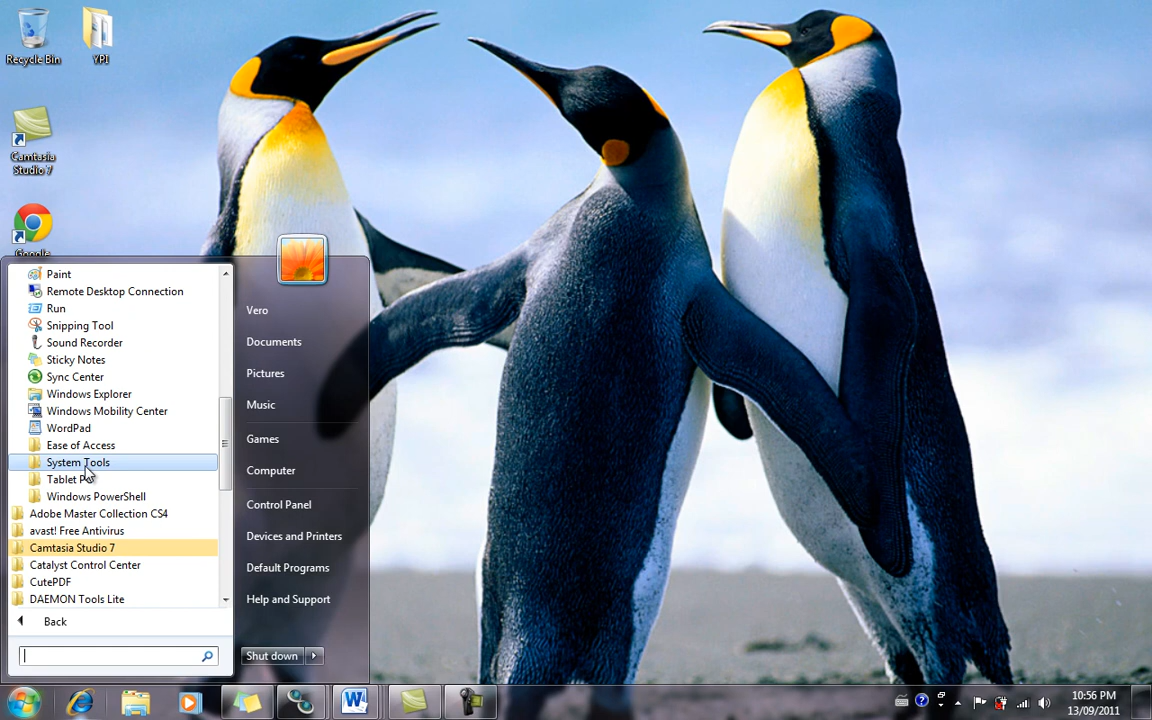 Recycle Bin
YPI
Camtasia
Studio 7
Google
Paint
Remote Desktop Connection
Run
Snipping Tool
Sound Recorder
Sticky Notes
Sync Center
Windows Explorer
Windows Mobility Center
WordPad
Ease of Access
System Tools
Tablet
Windows PowerShell
Adobe Master Collection CS4
avast! Free Antivirus
Camtasia Studio 7
Catalyst Control Center
CutePDF
DAEMON Tools Lite
Back
Vero
Documents
Pictures
Music
Games
Computer
Control Panel
Devices and Printers
Default Programs
Help and Support
Shut down
10:56 PM
13/09/2011